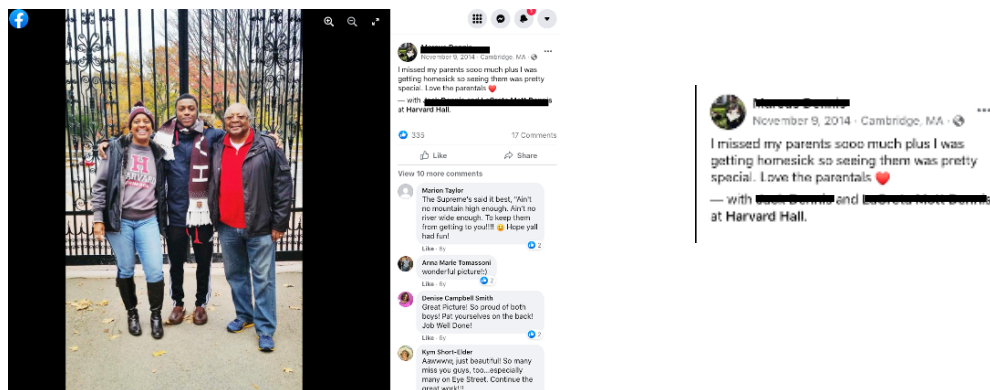 H
November 9, 2014 · Cambridge, MA ·
I missed my parents sooo much plus I was
getting homesick so seeing them was pretty
special. Love the parentals ❤️
— with
at Harvard Hall.
335
17 Comments
Like
Share
View 10 more comments
Marion Taylor
The Supreme's said it best, "Ain't
no mountain high enough. Ain't no
river wide enough. To keep them
from getting to you!!!! 😉 Hope yall
had fun!
Like · 6y
2
Anna Marie Tomassoni
wonderful picture!:)
Like · 6y
2
Denise Campbell Smith
Great Picture! So proud of both
boys! Pat yourselves on the back!
Job Well Done!
Like · 6y
2
Kym Short-Elder
Aawwww, just beautiful! So many
miss you guys, too...especially
many on Eye Street. Continue the
great work!!!
November 9, 2014 · Cambridge, MA ·
I missed my parents sooo much plus I was
getting homesick so seeing them was pretty
special. Love the parentals ❤️
— with and
at Harvard Hall.